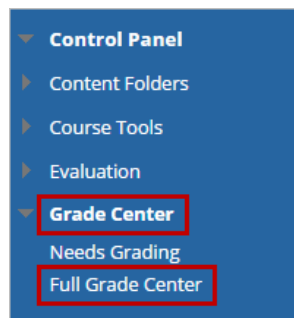 Control Panel
Content Folders
Course Tools
Evaluation
Grade Center
Needs Grading
Full Grade Center